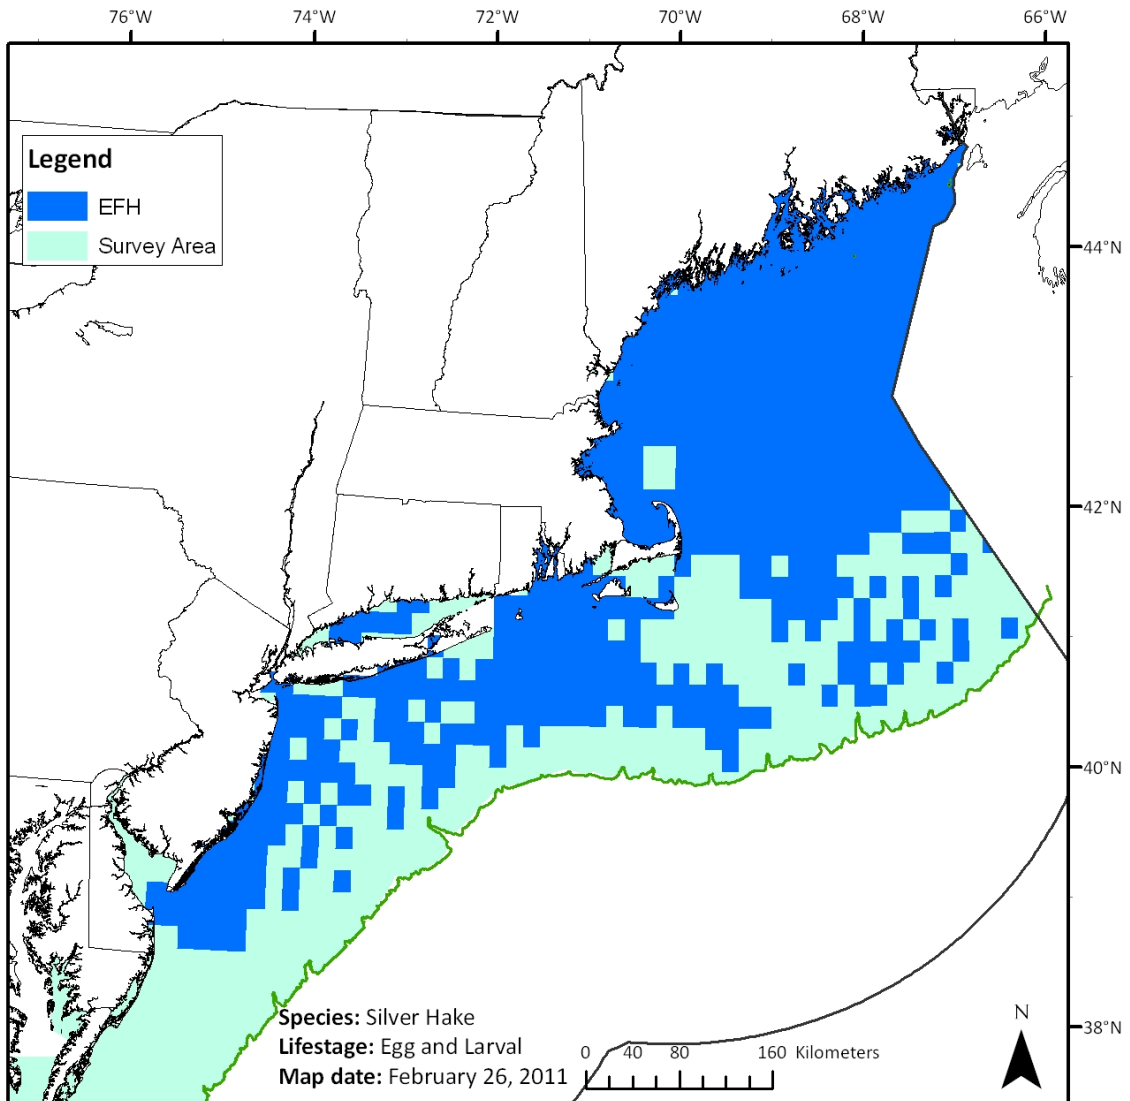 76°W 74°W 72°W 70°W 68°W 66°W
Legend
EFH
Survey Area
44°N
42°N
40°N
38°N
Species: Silver Hake
Lifestage: Egg and Larval
Map date: February 26, 2011
0 40 80 160 Kilometers
N